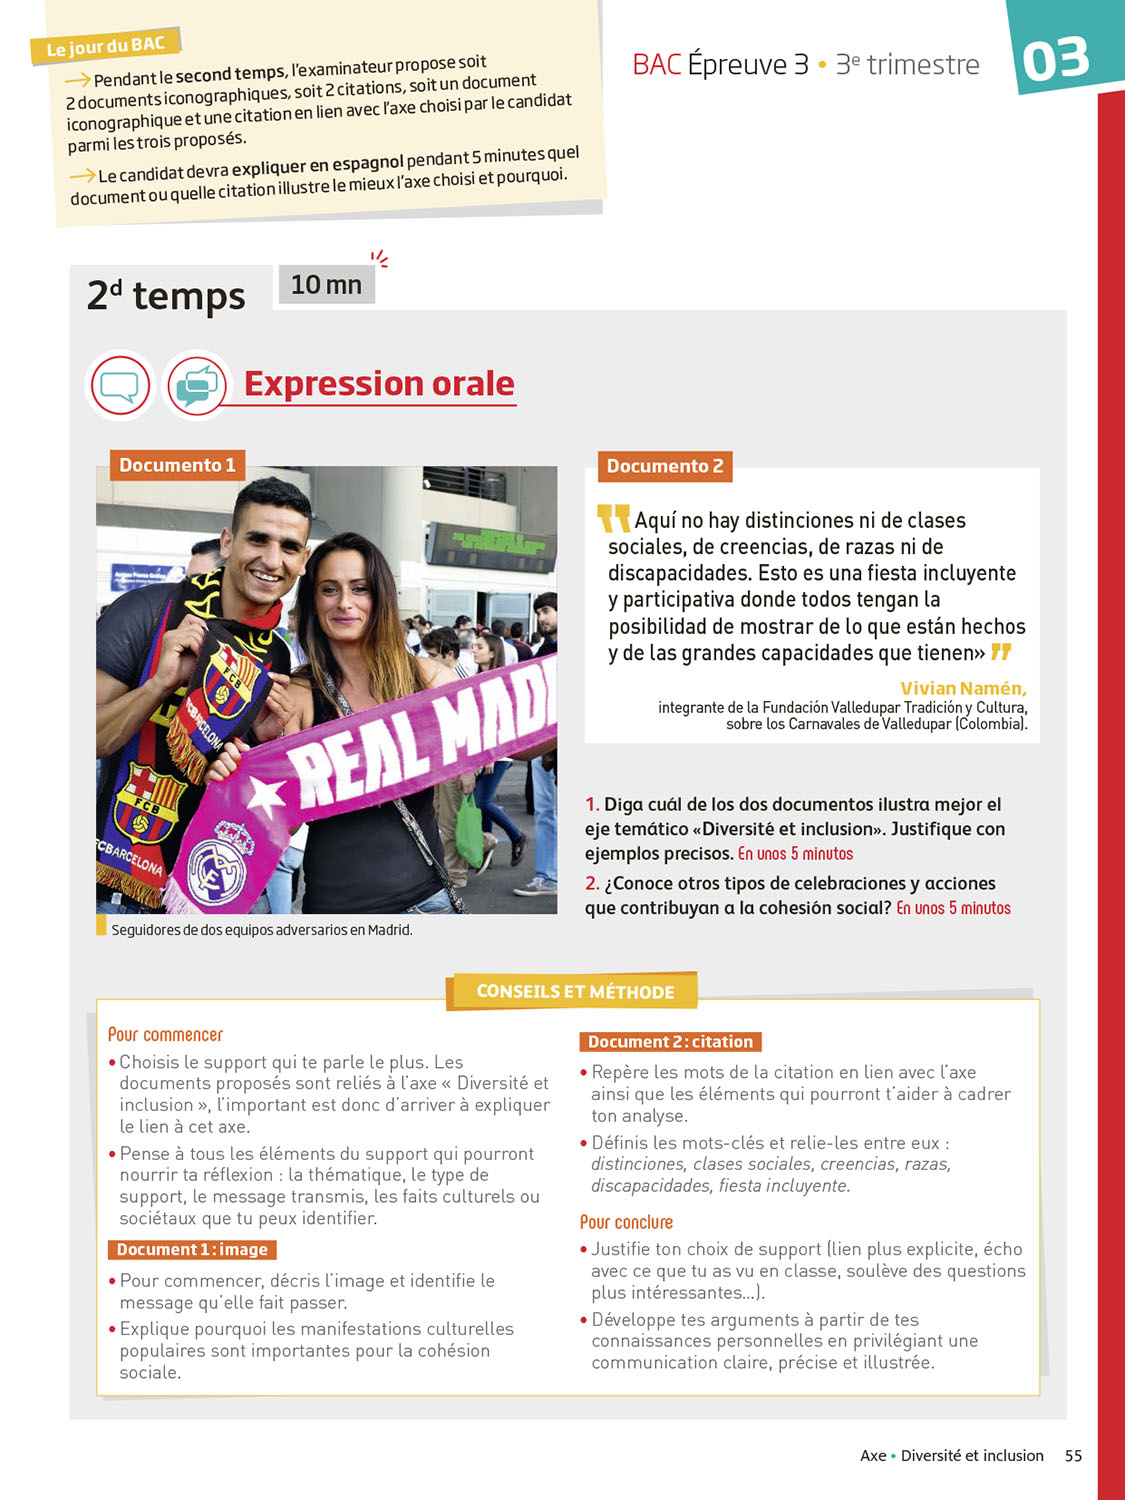 Le jour du BAC
Pendant le second temps, l'examinateur propose soit
2 documents iconographiques, soit 2 citations, soit un document
iconographique et une citation en lien avec l'axe choisi par le candidat
parmi les trois proposés.
Le candidat devra expliquer en espagnol pendant 5 minutes quel
document ou quelle citation illustre le mieux l'axe choisi et pourquoi.
BAC Épreuve 3 • 3e trimestre
03
2d temps
10 mn
Expression orale
Documento 1
FCB
FCBARCELONA
FCB
FCBARCELONA
REAL MADRI
Seguidores de dos equipos adversarios en Madrid.
Documento 2
"Aquí no hay distinciones ni de clases
sociales, de creencias, de razas ni de
discapacidades. Esto es una fiesta incluyente
y participativa donde todos tengan la
posibilidad de mostrar de lo que están hechos
y de las grandes capacidades que tienen» "
Vivian Namén,
integrante de la Fundación Valledupar Tradición y Cultura,
sobre los Carnavales de Valledupar (Colombia).
1. Diga cuál de los dos documentos ilustra mejor el
eje temático «Diversité et inclusion». Justifique con
ejemplos precisos. En unos 5 minutos
2. ¿Conoce otros tipos de celebraciones y acciones
que contribuyan a la cohesión social? En unos 5 minutos
CONSEILS ET MÉTHODE
Pour commencer
• Choisis le support qui te parle le plus. Les
documents proposés sont reliés à l'axe « Diversité et
inclusion », l'important est donc d'arriver à expliquer
le lien à cet axe.
• Pense à tous les éléments du support qui pourront
nourrir ta réflexion : la thématique, le type de
support, le message transmis, les faits culturels ou
sociétaux que tu peux identifier.
Document 1 : image
• Pour commencer, décris l'image et identifie le
message qu'elle fait passer.
• Explique pourquoi les manifestations culturelles
populaires sont importantes pour la cohésion
sociale.
Document 2 : citation
• Repère les mots de la citation en lien avec l'axe
ainsi que les éléments qui pourront t'aider à cadrer
ton analyse.
• Définis les mots-clés et relie-les entre eux :
distinciones, clases sociales, creencias, razas,
discapacidades, fiesta incluyente.
Pour conclure
• Justifie ton choix de support (lien plus explicite, écho
avec ce que tu as vu en classe, soulève des questions
plus intéressantes...).
• Développe tes arguments à partir de tes
connaissances personnelles en privilégiant une
communication claire, précise et illustrée.
Axe • Diversité et inclusion 55